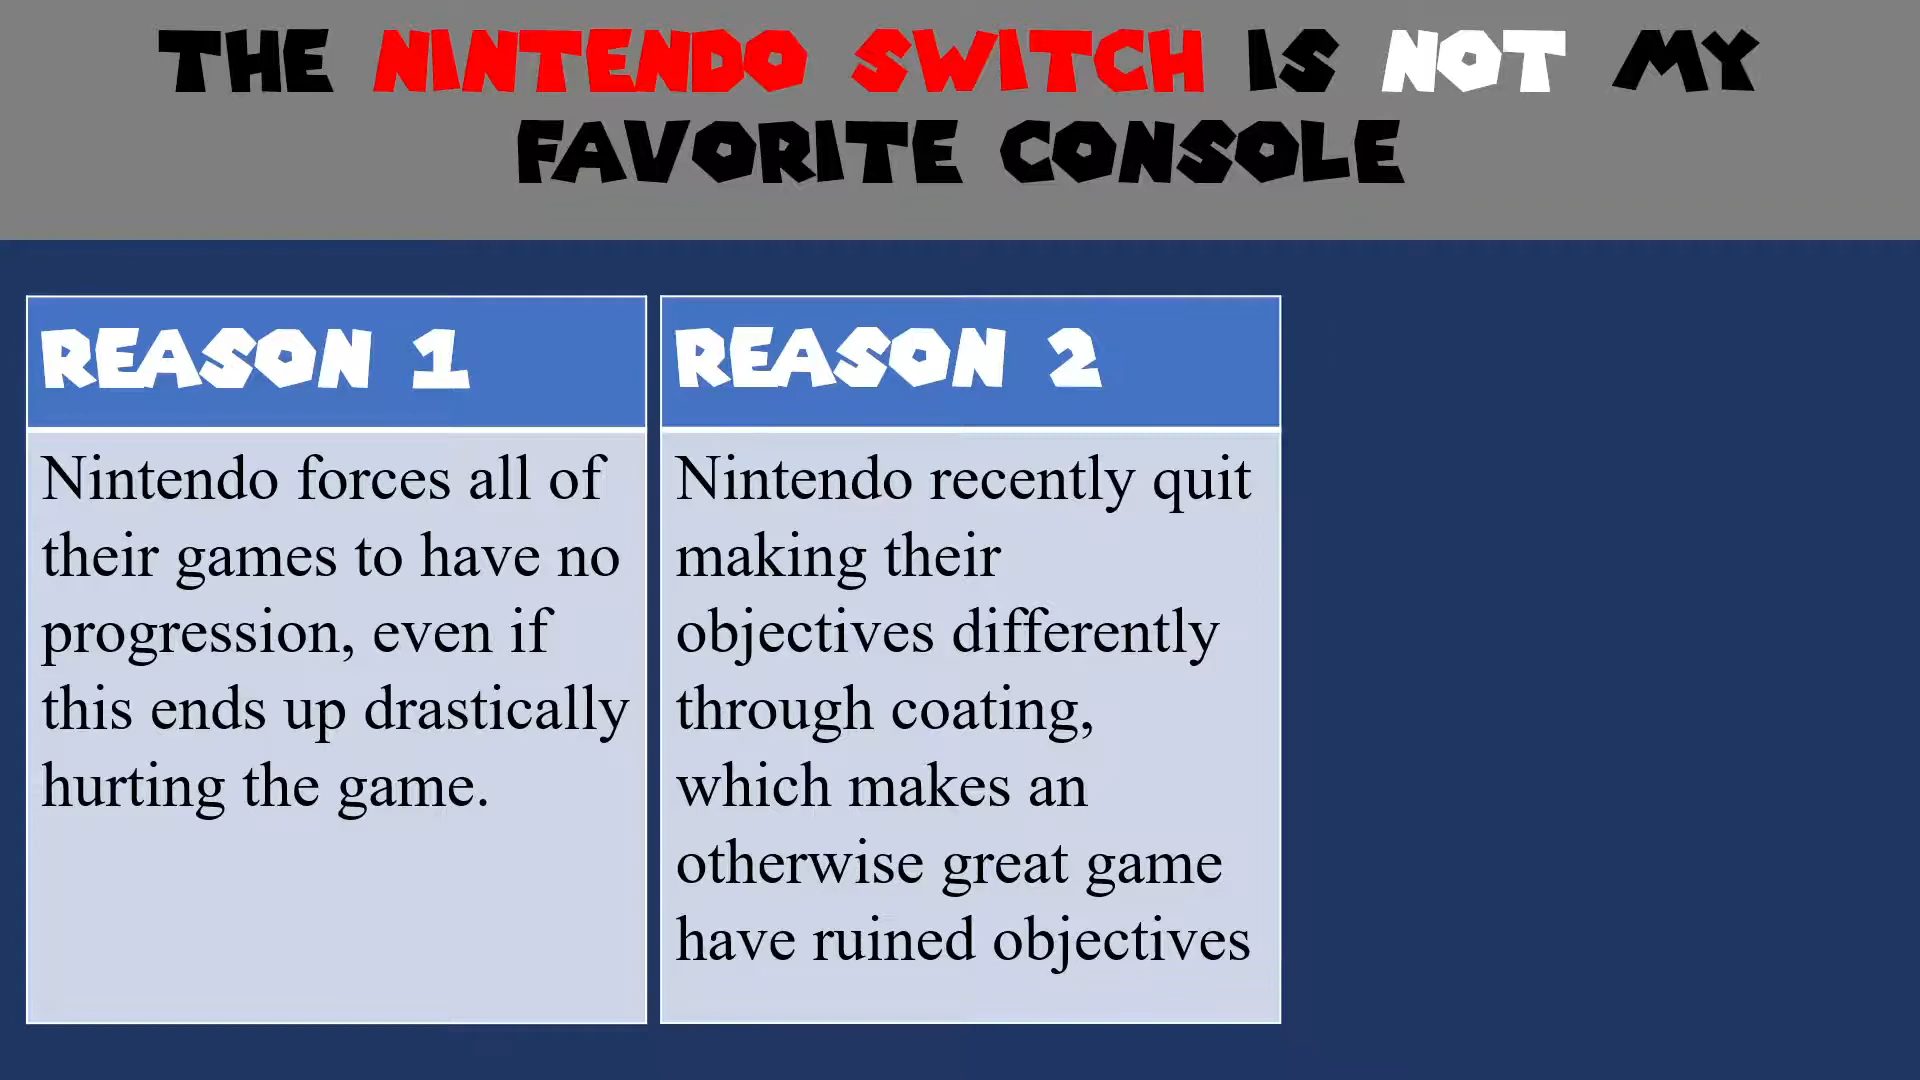 THE NINTENDO SWITCH IS NOT MY
FAVORITE CONSOLE
REASON 1
Nintendo forces all of
their games to have no
progression, even if
this ends up drastically
hurting the game.
REASON 2
Nintendo recently quit
making their
objectives differently
through coating,
which makes an
otherwise great game
have ruined objectives